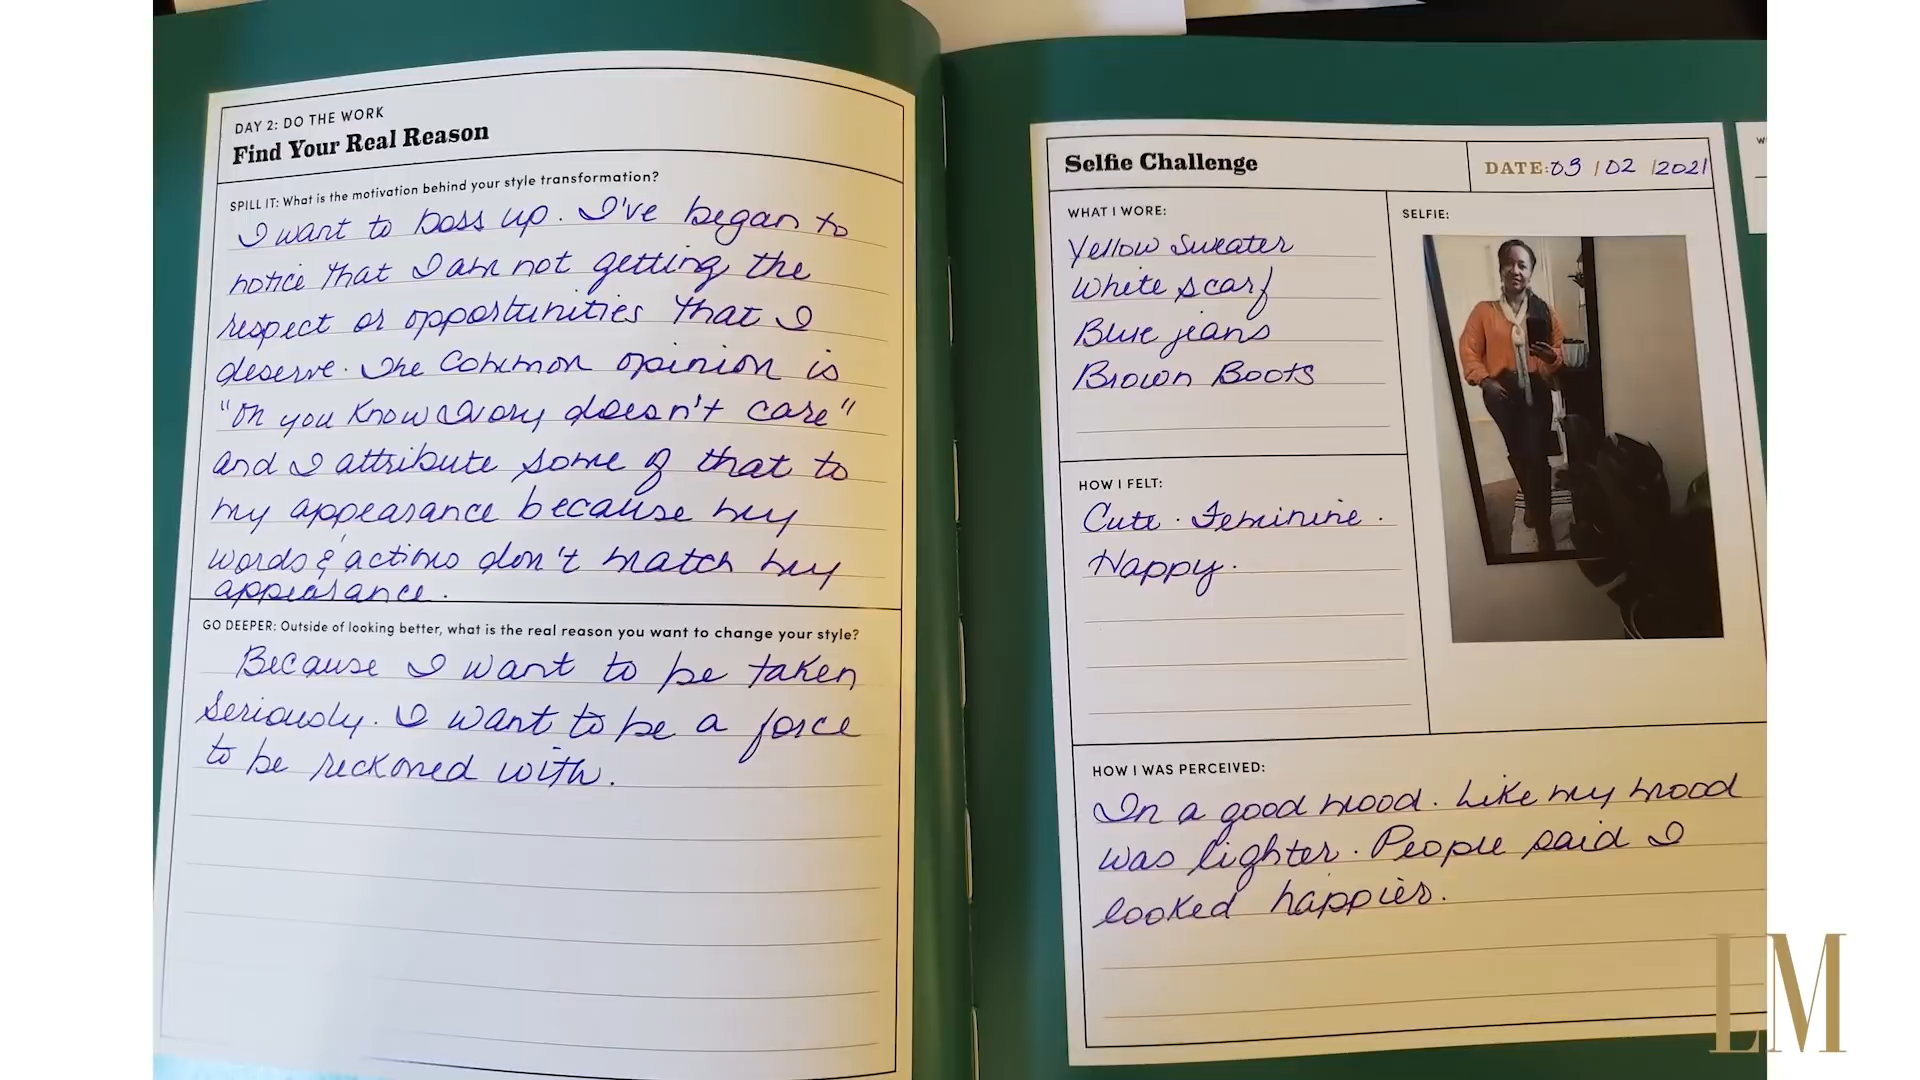 DAY 2: DO THE WORK
Find Your Real Reason
SPILL IT: What is the motivation behind your style transformation?
I want to boss up. I've began to
notice that I am not getting the
respect or opportunities that I
deserve. The common opinion is
"Oh you know Ivory doesn't care"
and I attribute some of that to
my appearance because my
words & actions don't match my
appearance.
GO DEEPER: Outside of looking better, what is the real reason you want to change your style?
Because I want to be taken
seriously. I want to be a force
to be reckoned with.
Selfie Challenge
DATE: 03 / 02 / 2021
WHAT I WORE:
Yellow Sweater
White scarf
Blue jeans
Brown Boots
SELFIE:
HOW I FELT:
Cute. Feminine.
Happy.
HOW I WAS PERCEIVED:
In a good mood. Like my mood
was lighter. People said I
looked happier.
LM